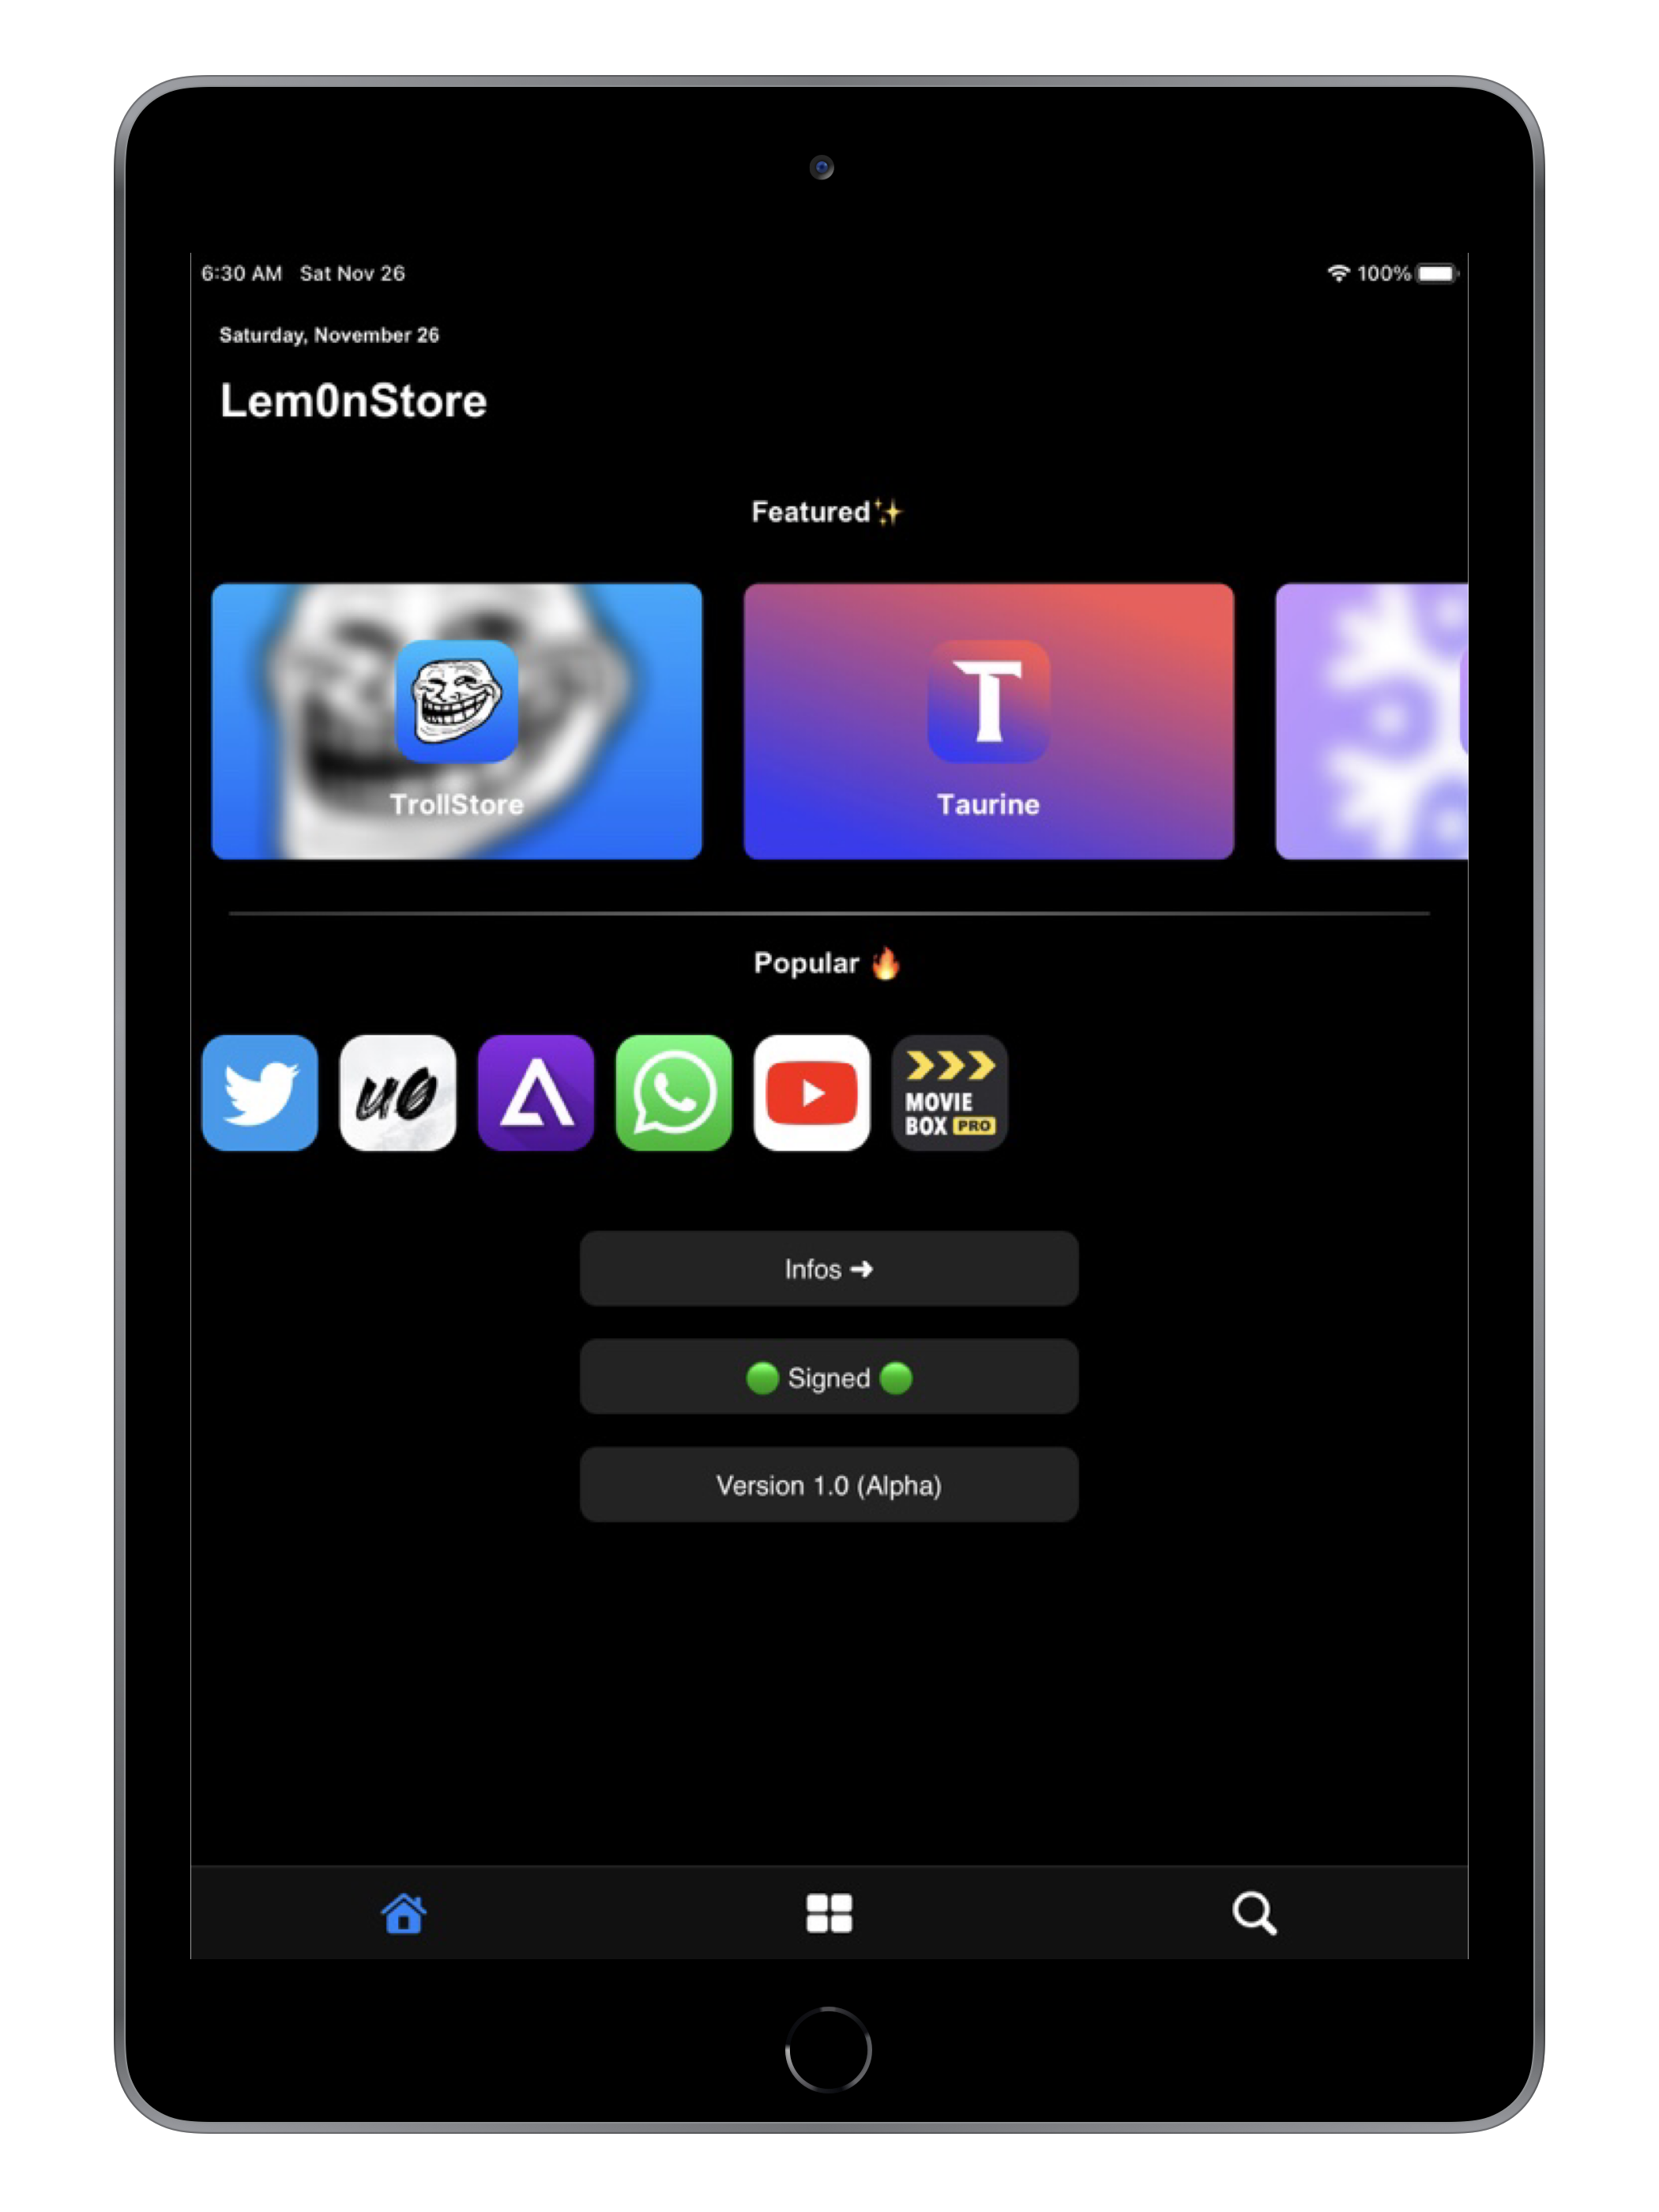 6:30 AM Sat Nov 26 100%
Saturday, November 26
Lem0nStore
Featured✨
TrollStore
T
Taurine
Popular 🔥
u0
MOVIE
BOX PRO
Infos ➜
🟢 Signed 🟢
Version 1.0 (Alpha)